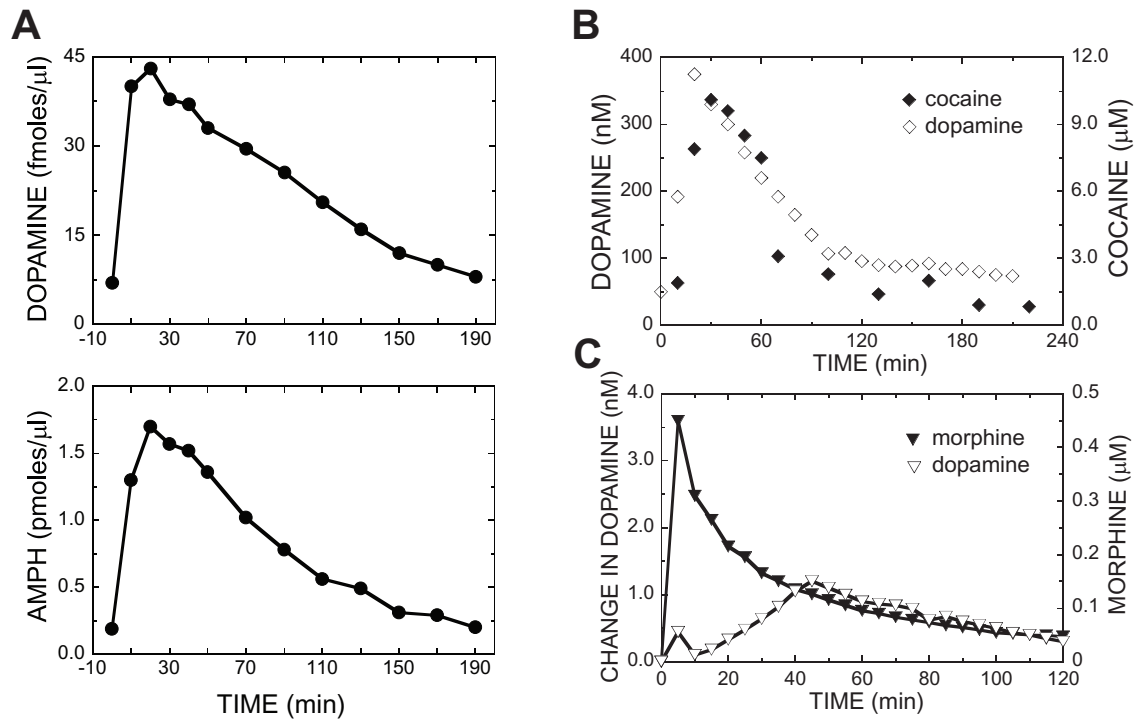 A
DOPAMINE (fmoles/µl)
45
30
15
0
-10 30 70 110 150 190
AMPH (pmoles/µl)
2.0
1.5
1.0
0.5
0.0
-10 30 70 110 150 190
TIME (min)
B
DOPAMINE (nM)
400
300
200
100
0
cocaine
dopamine
COCAINE (µM)
12.0
9.0
6.0
3.0
0.0
0 60 120 180 240
TIME (min)
C
CHANGE IN DOPAMINE (nM)
4.0
3.0
2.0
1.0
0.0
morphine
dopamine
MORPHINE (µM)
0.5
0.4
0.3
0.2
0.1
0
0 20 40 60 80 100 120
TIME (min)